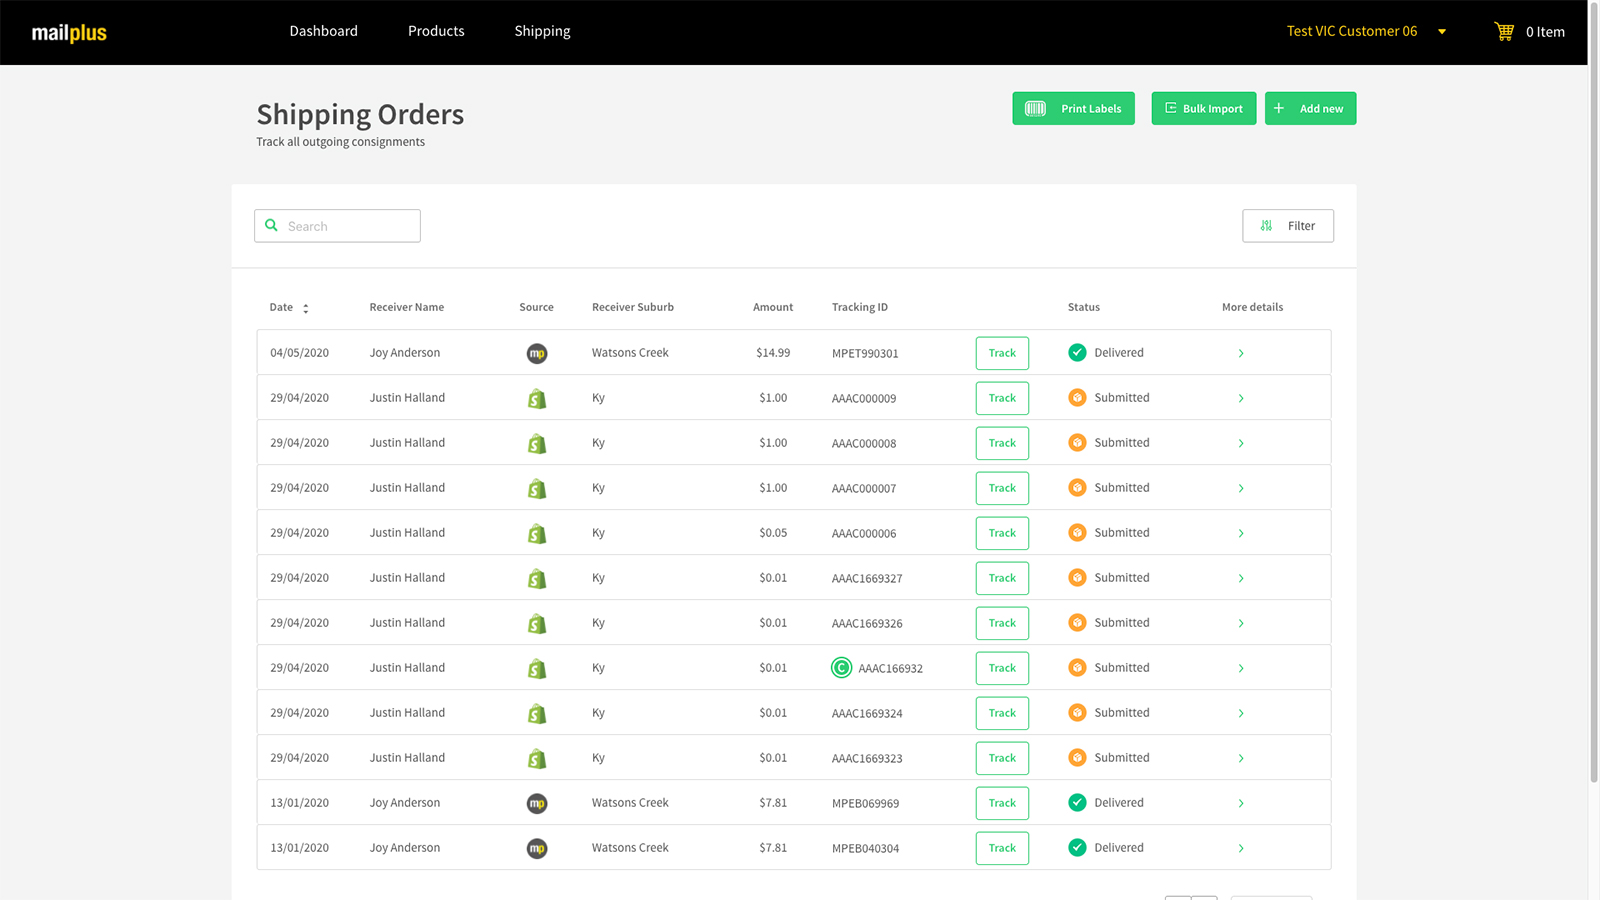 mailplus Dashboard Products Shipping Test VIC Customer 06 0 Item
Shipping Orders
Track all outgoing consignments
Print Labels Bulk Import Add new
Search Filter
Date Receiver Name Source Receiver Suburb Amount Tracking ID Status More details
04/05/2020 Joy Anderson mp Watsons Creek $14.99 MPET990301 Track Delivered
29/04/2020 Justin Halland S Ky $1.00 AAAC000009 Track Submitted
29/04/2020 Justin Halland S Ky $1.00 AAAC000008 Track Submitted
29/04/2020 Justin Halland S Ky $1.00 AAAC000007 Track Submitted
29/04/2020 Justin Halland S Ky $0.05 AAAC000006 Track Submitted
29/04/2020 Justin Halland S Ky $0.01 AAAC1669327 Track Submitted
29/04/2020 Justin Halland S Ky $0.01 AAAC1669326 Track Submitted
29/04/2020 Justin Halland S Ky $0.01 C AAAC166932 Track Submitted
29/04/2020 Justin Halland S Ky $0.01 AAAC1669324 Track Submitted
29/04/2020 Justin Halland S Ky $0.01 AAAC1669323 Track Submitted
13/01/2020 Joy Anderson mp Watsons Creek $7.81 MPEB069969 Track Delivered
13/01/2020 Joy Anderson mp Watsons Creek $7.81 MPEB040304 Track Delivered